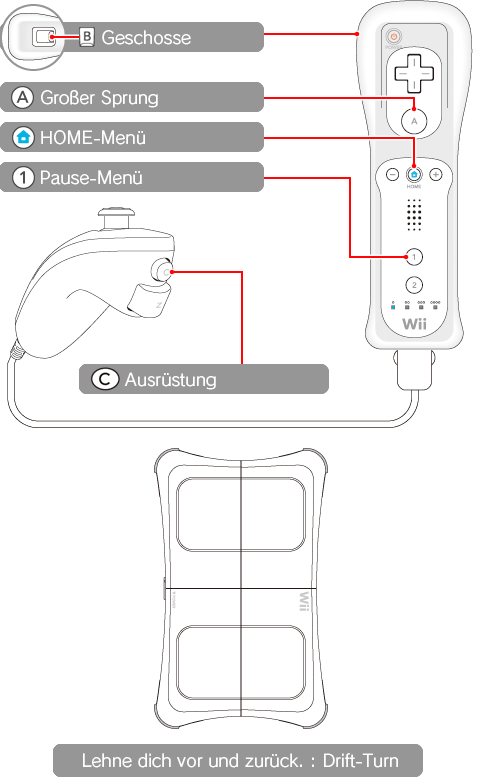 B Geschosse
POWER
A Großer Sprung
A
HOME-Menü
HOME
1 Pause-Menü
1
2
Wii
C
Z
C Ausrüstung
Wii
Lehne dich vor und zurück. : Drift-Turn